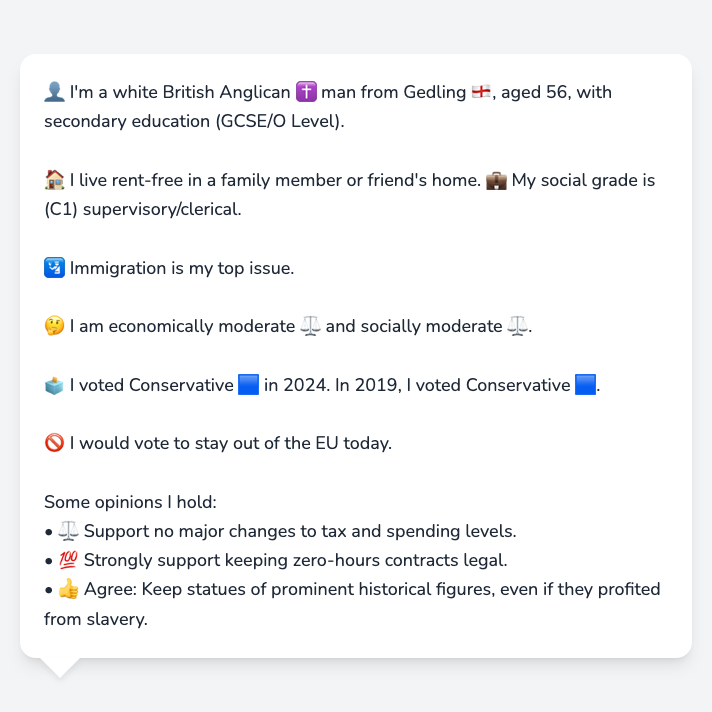 👤 I'm a white British Anglican ✝️ man from Gedling 🏴󠁧󠁢󠁥󠁮󠁧󠁿, aged 56, with
secondary education (GCSE/O Level).
🏠 I live rent-free in a family member or friend's home. 💼 My social grade is
(C1) supervisory/clerical.
🛂 Immigration is my top issue.
🤔 I am economically moderate ⚖️ and socially moderate ⚖️.
🗳️ I voted Conservative 🟦 in 2024. In 2019, I voted Conservative 🟦.
🚫 I would vote to stay out of the EU today.
Some opinions I hold:
• ⚖️ Support no major changes to tax and spending levels.
• 💯 Strongly support keeping zero-hours contracts legal.
• 👍 Agree: Keep statues of prominent historical figures, even if they profited
from slavery.